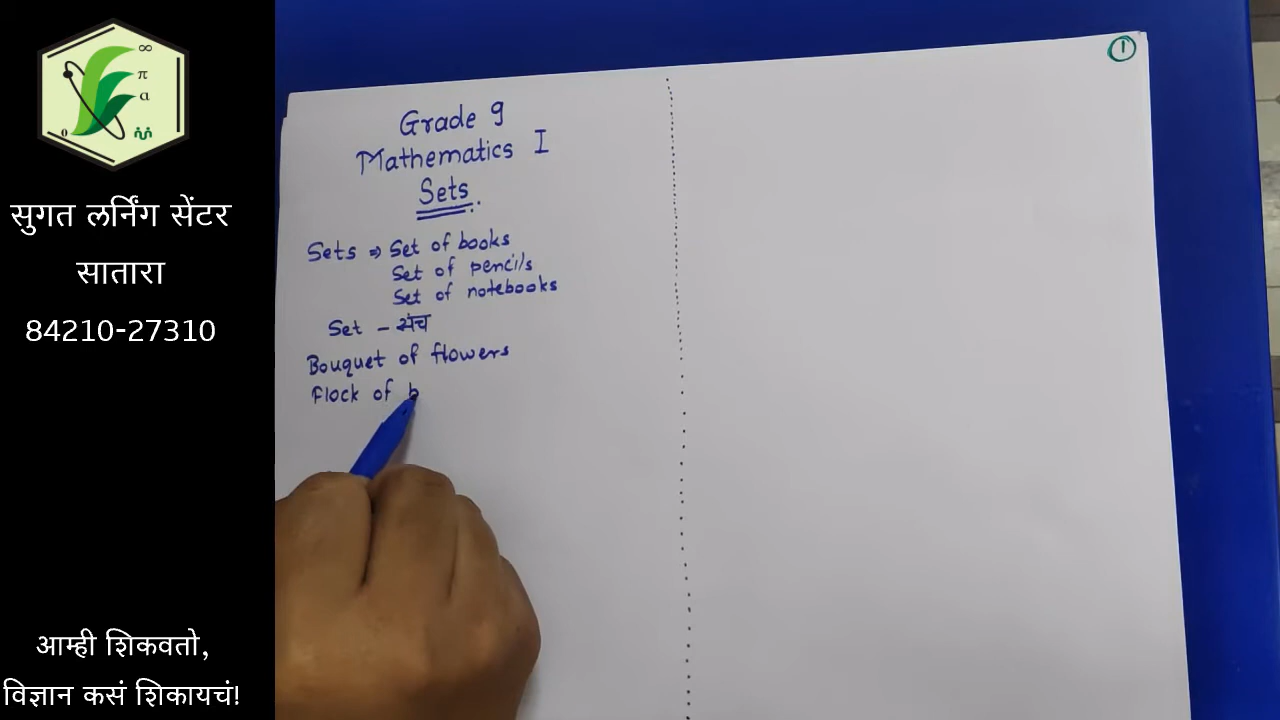 ∞
π
a
0
सुगत लर्निंग सेंटर
सातारा
84210-27310
आम्ही शिकवतो,
विज्ञान कसं शिकायचं!
1
Grade 9
Mathematics I
Sets
Sets ⇒ Set of books
Set of pencils
Set of notebooks
Set - संच
Bouquet of flowers
Flock of b